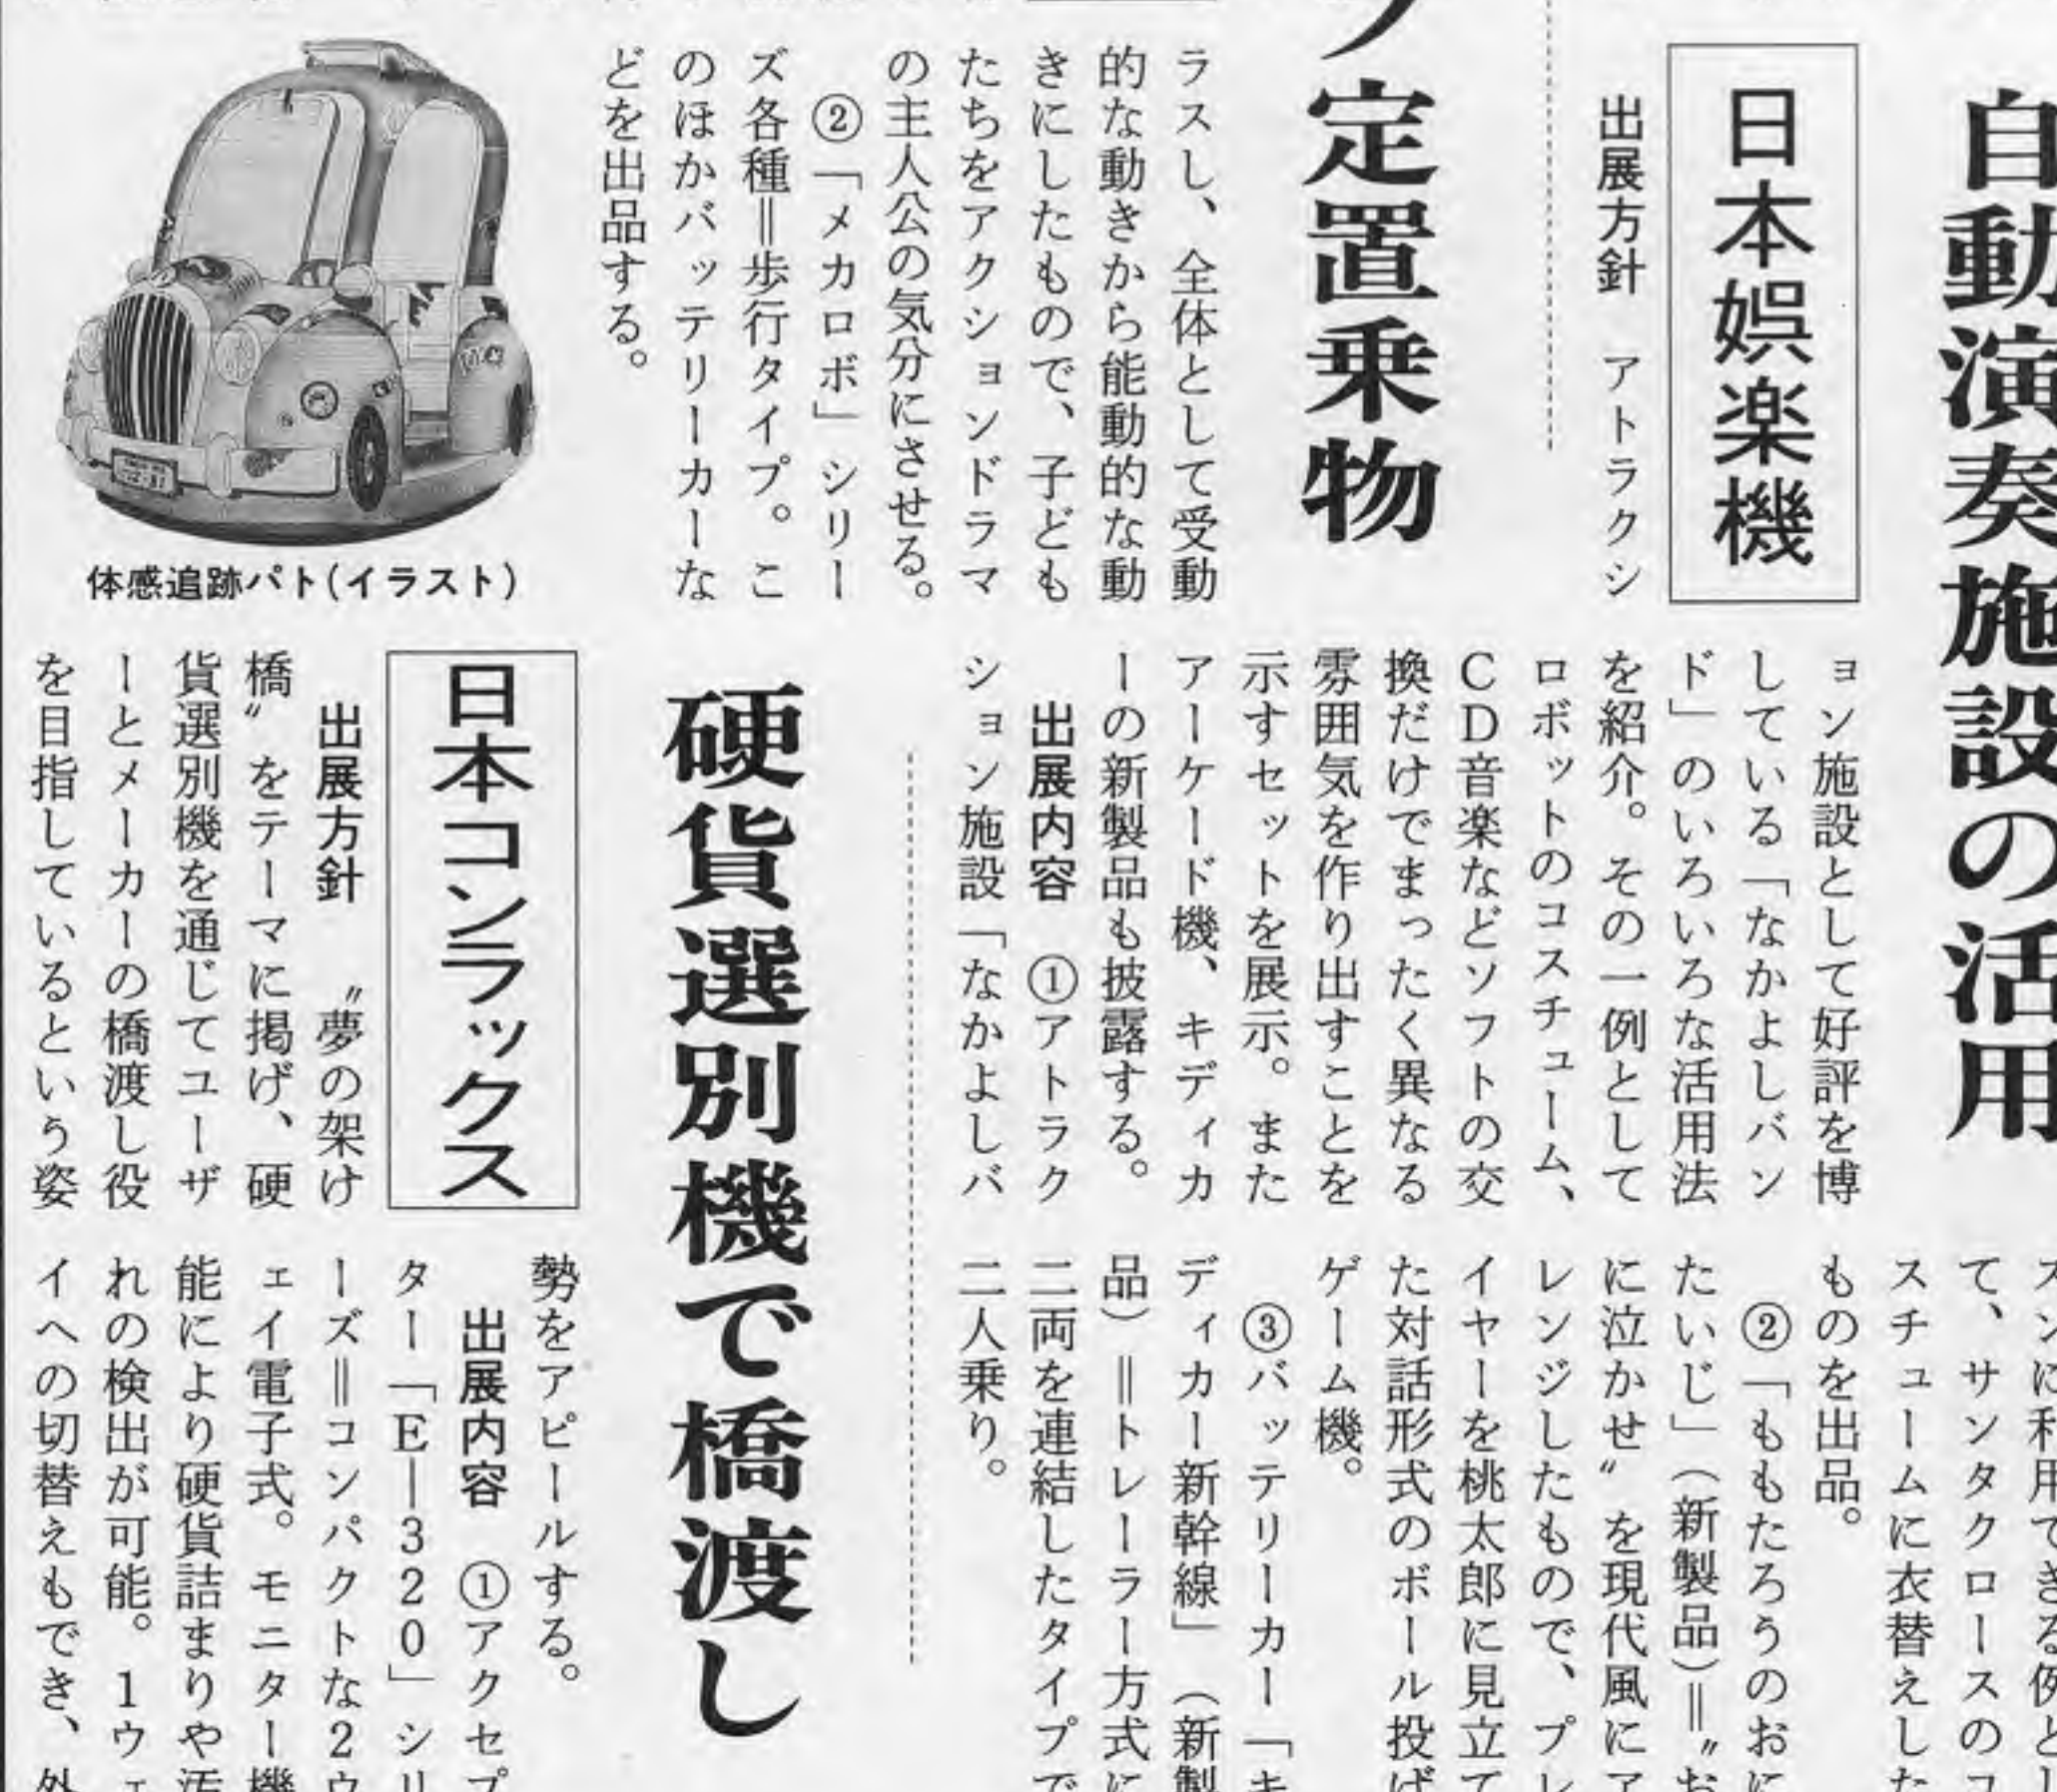 自動演奏施設の活用
日本娯楽機
出展方針　アトラクシ
ョン施設として好評を博
している「なかよしバン
ド」のいろいろな活用法
を紹介。その一例として
ロボットのコスチューム、
CD音楽などソフトの交
換だけでまったく異なる
雰囲気を作り出すことを
示すセットを展示。また
アーケード機、キディカ
ーの新製品も披露する。
出展内容　①アトラク
ション施設「なかよしバ
に利用できる例とし
て、サンタクロースのコ
スチュームに衣替えした
ものを出品。
②「ももたろうのおに
たいじ」（新製品）＝〝お
に泣かせ〟を現代風にア
レンジしたもので、プレ
イヤーを桃太郎に見立て
た対話形式のボール投げ
ゲーム機。
③バッテリーカー「キ
ディカー新幹線」（新製
品）＝トレーラー方式に
二両を連結したタイプで
二人乗り。
定置乗物
ラスし、全体として受動
的な動きから能動的な動
きにしたもので、子ども
たちをアクションドラマ
の主人公の気分にさせる。
②「メカロボ」シリー
ズ各種＝歩行タイプ。こ
のほかバッテリーカーな
どを出品する。
体感追跡パト(イラスト)
硬貨選別機で橋渡し
日本コンラックス
出展方針　〝夢の架け
橋〟をテーマに掲げ、硬
貨選別機を通じてユーザ
ーとメーカーの橋渡し役
を目指しているという姿
勢をアピールする。
出展内容　①アクセプ
ター「E―320」シリ
ーズ＝コンパクトな2ウ
ェイ電子式。モニター機
能により硬貨詰まりや汚
れの検出が可能。1ウェ
イへの切替えもでき、外